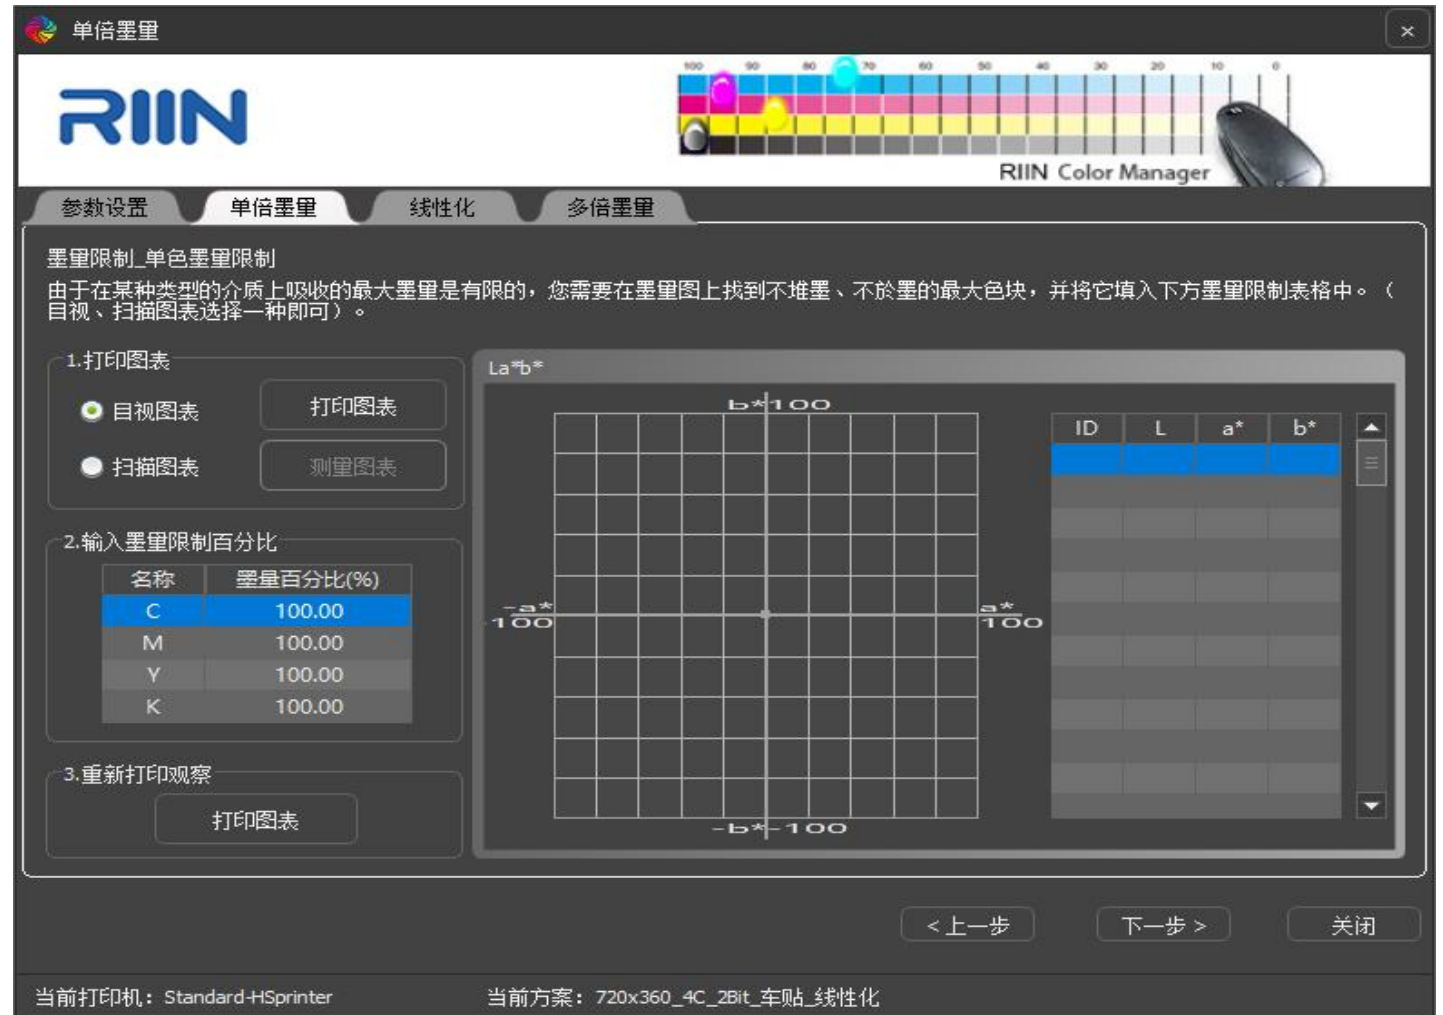 单倍墨量
RIIN
100 90 80 70 60 50 40 30 20 10 0
RIIN Color Manager
参数设置 单倍墨量 线性化 多倍墨量
墨量限制_单色墨量限制
由于在某种类型的介质上吸收的最大墨量是有限的，您需要在墨量图上找到不堆墨、不於墨的最大色块，并将它填入下方墨量限制表格中。（
目视、扫描图表选择一种即可）。
1.打印图表
目视图表 打印图表
扫描图表 测量图表
2.输入墨量限制百分比
名称 墨量百分比(%)
C 100.00
M 100.00
Y 100.00
K 100.00
3.重新打印观察
打印图表
La*b*
b*100
-a*
100
a*
100
-b*-100
ID L a* b*
<上一步 下一步> 关闭
当前打印机：Standard-HSprinter 当前方案：720x360_4C_2Bit_车贴_线性化